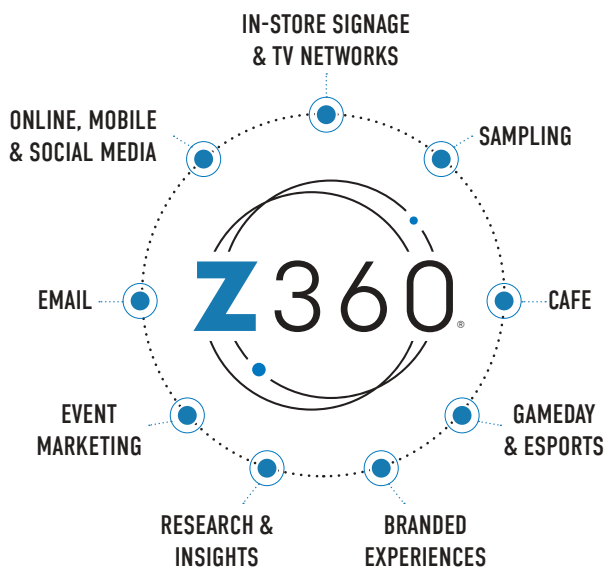 IN-STORE SIGNAGE
& TV NETWORKS
ONLINE, MOBILE
& SOCIAL MEDIA
SAMPLING
Z360®
EMAIL
CAFE
EVENT
MARKETING
GAMEDAY
& ESPORTS
RESEARCH &
INSIGHTS
BRANDED
EXPERIENCES